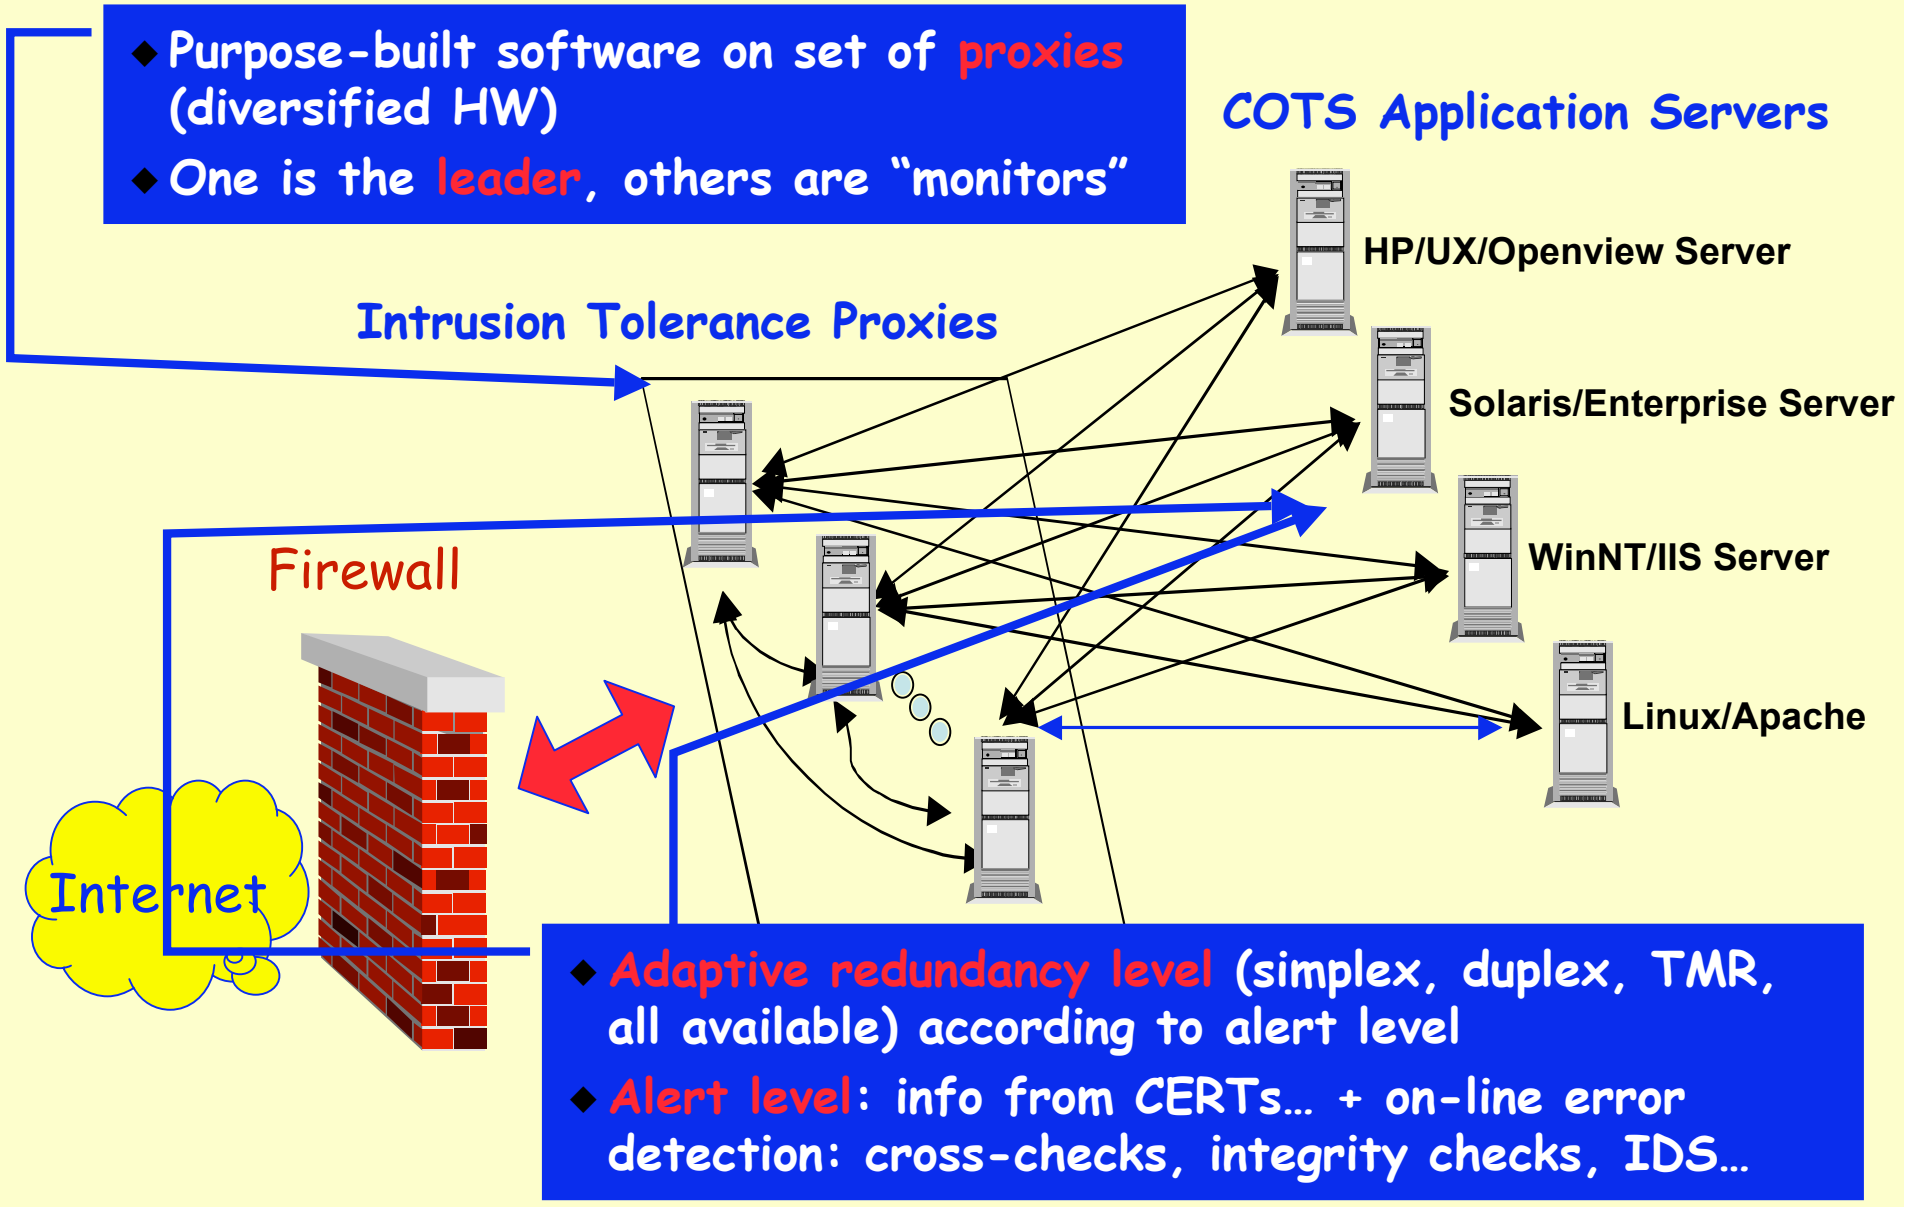 ◆ Purpose-built software on set of proxies
(diversified HW)
◆ One is the leader, others are “monitors”
COTS Application Servers
HP/UX/Openview Server
Intrusion Tolerance Proxies
Solaris/Enterprise Server
WinNT/IIS Server
Firewall
Linux/Apache
Internet
◆ Adaptive redundancy level (simplex, duplex, TMR,
all available) according to alert level
◆ Alert level: info from CERTs… + on-line error
detection: cross-checks, integrity checks, IDS…